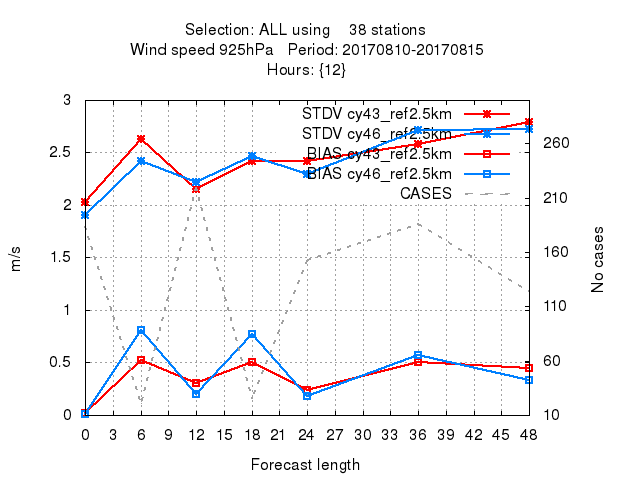 Selection: ALL using 38 stations
Wind speed 925hPa Period: 20170810-20170815
Hours: {12}
STDV cy43_ref2.5km
STDV cy46_ref2.5km
BIAS cy43_ref2.5km
BIAS cy46_ref2.5km
CASES
3
2.5
2
1.5
1
0.5
0
m/s
260
210
160
110
60
10
No cases
0 3 6 9 12 15 18 21 24 27 30 33 36 39 42 45 48
Forecast length